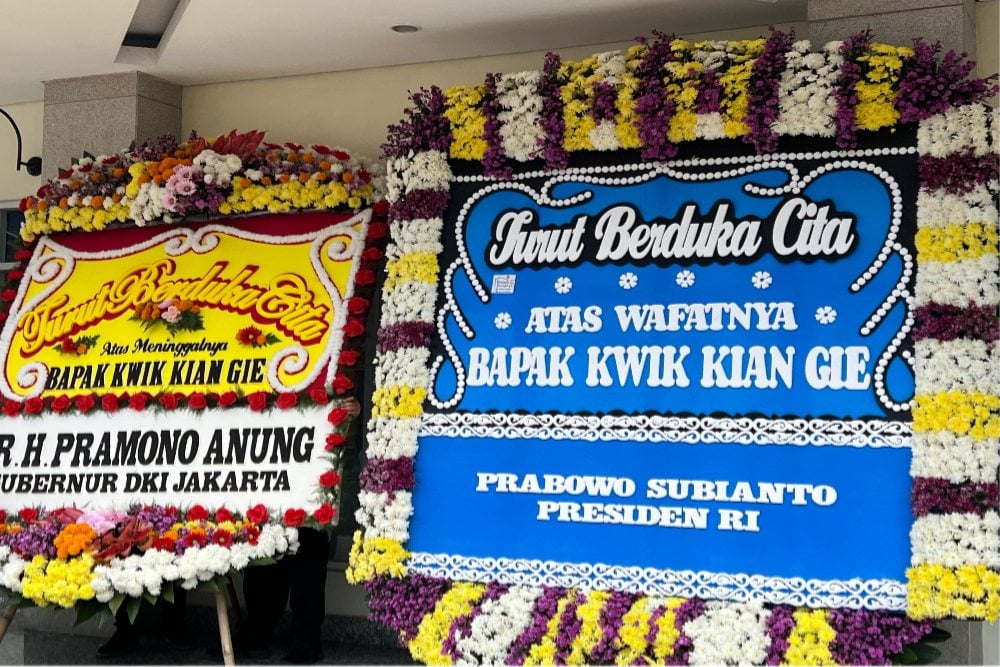 Turut Berduka Cita
Atas Meninggalnya
BAPAK KWIK KIAN GIE
R. H. PRAMONO ANUNG
UBERNUR DKI JAKARTA
Turut Berduka Cita
ATAS WAFATNYA
BAPAK KWIK KIAN GIE
PRABOWO SUBIANTO
PRESIDEN RI